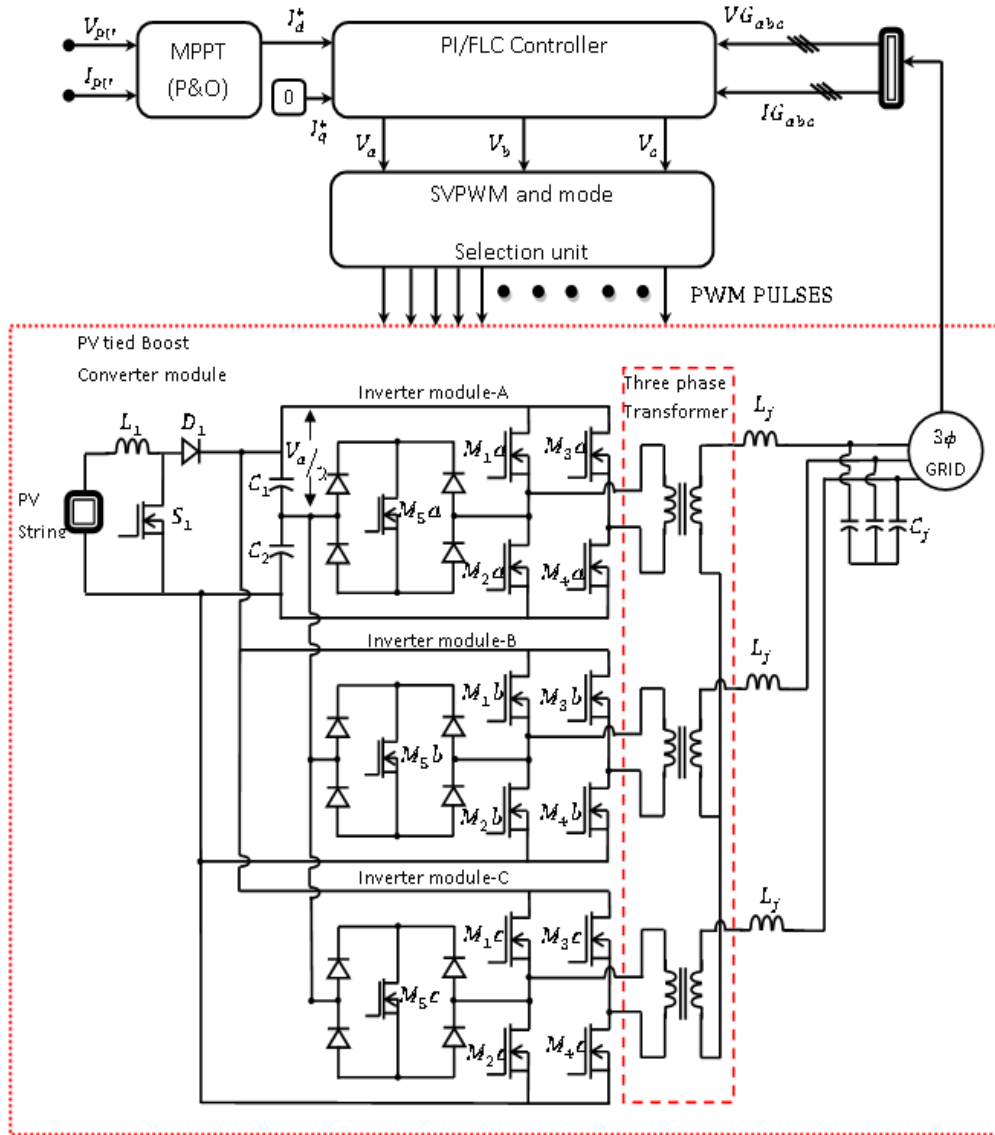 V_pv
I_pv
MPPT
(P&O)
I_d^*
0
I_q^*
PI/FLC Controller
VG_abc
IG_abc
V_a
V_b
V_c
SVPWM and mode
Selection unit
PWM PULSES
PV tied Boost
Converter module
Inverter module-A
Three phase
Transformer
L_1
D_1
S_1
PV
String
C_1
C_2
V_a/2
M_1a
M_3a
M_5a
M_2a
M_4a
L_f
3ϕ
GRID
C_f
Inverter module-B
M_1b
M_3b
M_5b
M_2b
M_4b
L_f
Inverter module-C
M_1c
M_3c
M_5c
M_2c
M_4c
L_f